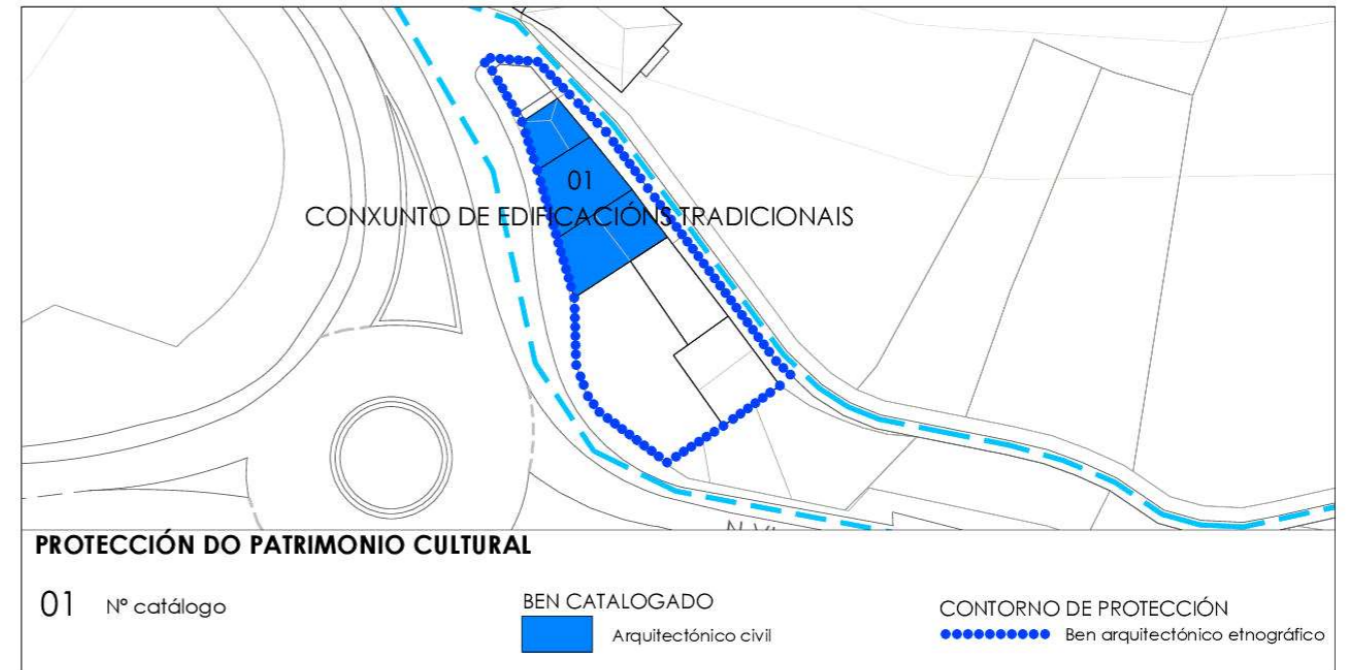 01
CONXUNTO DE EDIFICACIÓNS TRADICIONAIS
PROTECCIÓN DO PATRIMONIO CULTURAL
01 Nº catálogo
BEN CATALOGADO
Arquitectónico civil
CONTORNO DE PROTECCIÓN
Ben arquitectónico etnográfico